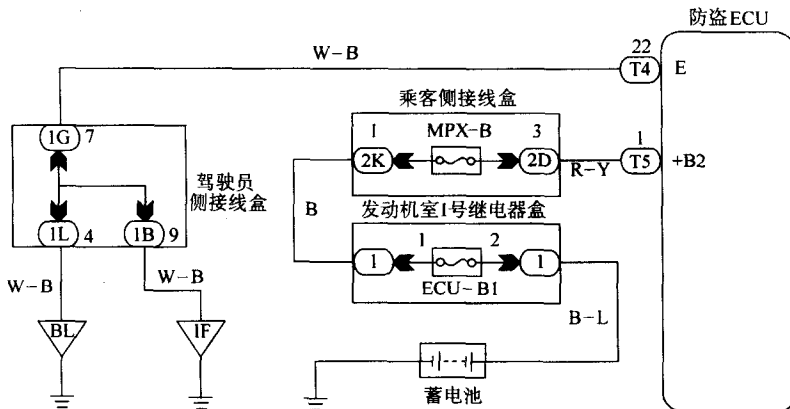 防盗ECU
W-B
22
T4
E
乘客侧接线盒
1G
7
I
MPX-B
3
1
2K
2D
R-Y
T5
+B2
驾驶员
侧接线盒
B
发动机室1号继电器盒
1L
4
1B
9
1
1
2
1
ECU-B1
W-B
W-B
B-L
BL
IF
蓄电池